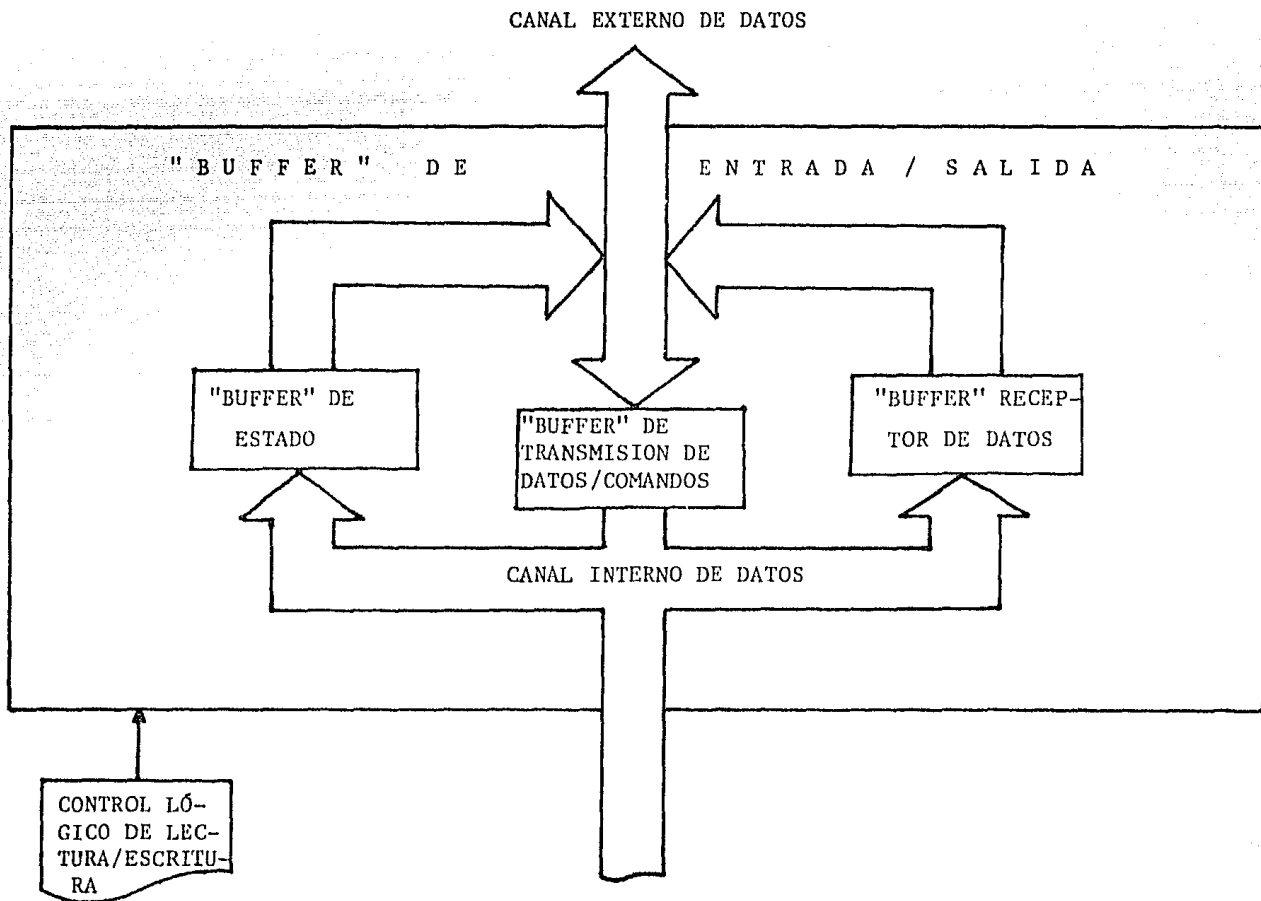 CANAL EXTERNO DE DATOS
"BUFFER" DE ENTRADA / SALIDA
"BUFFER" DE
ESTADO
"BUFFER" DE
TRANSMISION DE
DATOS/COMANDOS
"BUFFER" RECEP-
TOR DE DATOS
CANAL INTERNO DE DATOS
CONTROL LÓ-
GICO DE LEC-
TURA/ESCRITU-
RA